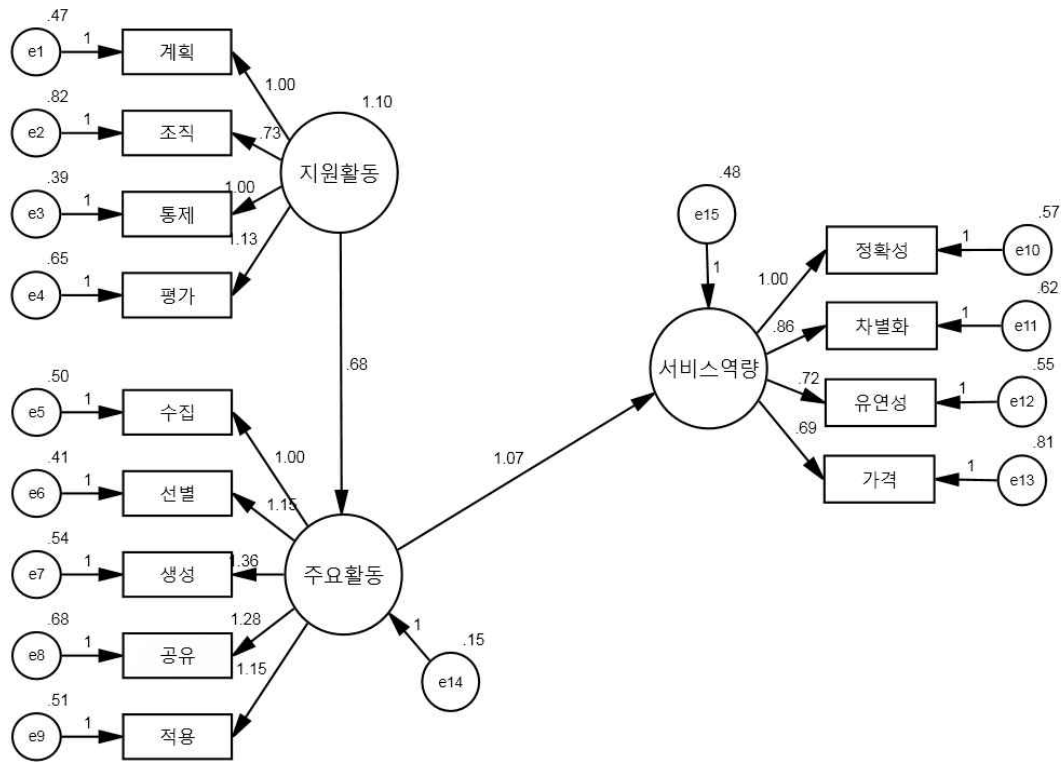 .47
e1
1
계획
1.00
.82
e2
1
조직
.73
1.10
지원활동
.39
e3
1
통제
1.00
.65
e4
1
평가
1.13
.68
.50
e5
1
수집
1.00
.41
e6
1
선별
1.15
.54
e7
1
생성
1.36
주요활동
.68
e8
1
공유
1.28
.51
e9
1
적용
1.15
1
.15
e14
1.07
.48
e15
1
서비스역량
1.00
정확성
1
.57
e10
.86
차별화
1
.62
e11
.72
유연성
1
.55
e12
.69
가격
1
.81
e13